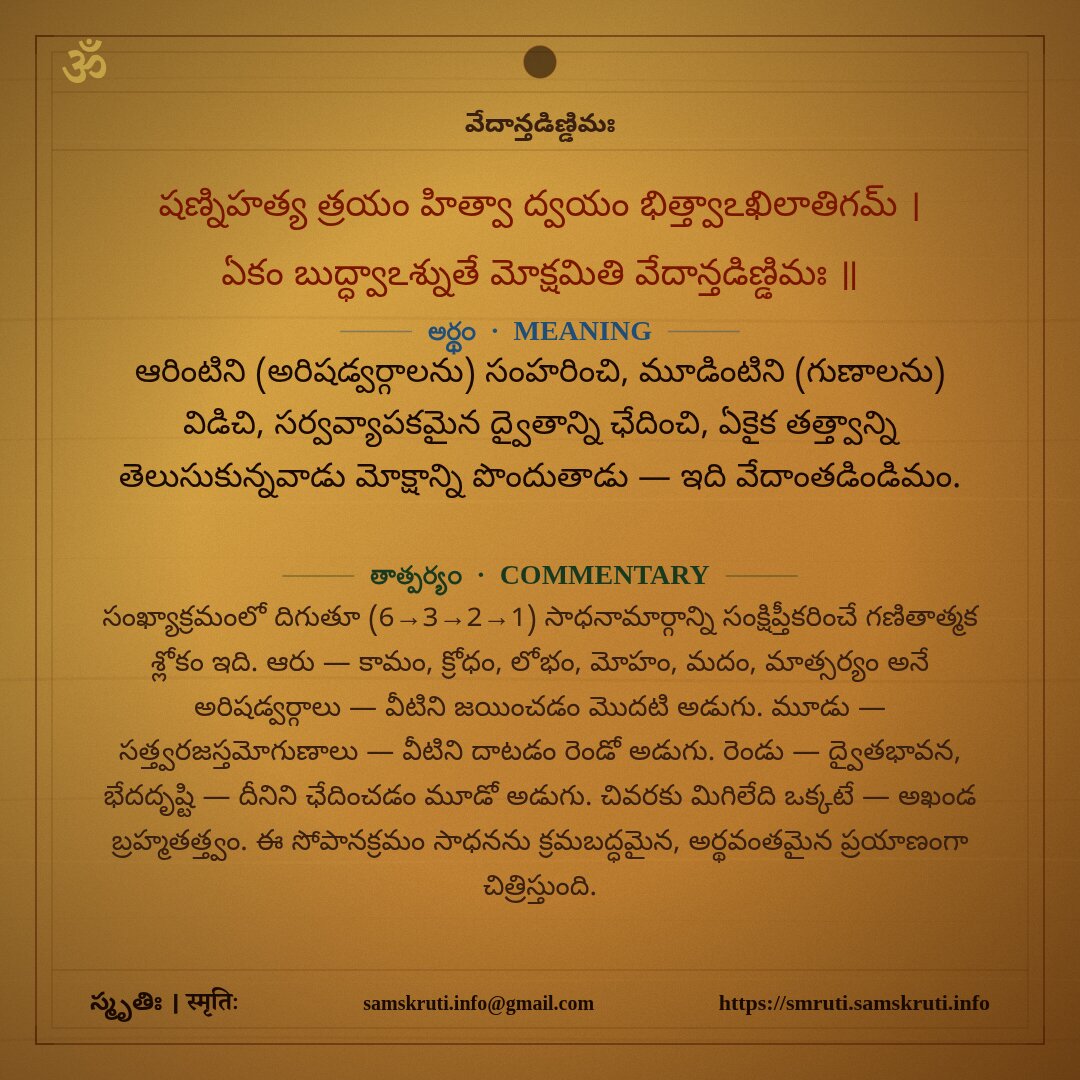 ॐ
వేదాన్తడిణ్డిమః
షణ్నిహత్య త్రయం హిత్వా ద్వయం భిత్త్వాఽఖిలాతిగమ్ |
ఏకం బుద్ధ్వాఽశ్నుతే మోక్షమితి వేదాన్తడిణ్డిమః ‖
అర్థం · MEANING
ఆరింటిని (అరిషడ్వర్గాలను) సంహరించి, మూడింటిని (గుణాలను)
విడిచి, సర్వవ్యాపకమైన ద్వైతాన్ని ఛేదించి, ఏకైక తత్త్వాన్ని
తెలుసుకున్నవాడు మోక్షాన్ని పొందుతాడు — ఇది వేదాంతడిండిమం.
తాత్పర్యం · COMMENTARY
సంఖ్యాక్రమంలో దిగుతూ (6→3→2→1) సాధనామార్గాన్ని సంక్షిప్తీకరించే గణితాత్మక
శ్లోకం ఇది. ఆరు — కామం, క్రోధం, లోభం, మోహం, మదం, మాత్సర్యం అనే
అరిషడ్వర్గాలు — వీటిని జయించడం మొదటి అడుగు. మూడు —
సత్త్వరజస్తమోగుణాలు — వీటిని దాటడం రెండో అడుగు. రెండు — ద్వైతభావన,
భేదదృష్టి — దీనిని ఛేదించడం మూడో అడుగు. చివరకు మిగిలేది ఒక్కటే — అఖండ
బ్రహ్మతత్త్వం. ఈ సోపానక్రమం సాధనను క్రమబద్ధమైన, అర్థవంతమైన ప్రయాణంగా
చిత్రిస్తుంది.
స్మృతిః | स्मृतिः samskruti.info@gmail.com https://smruti.samskruti.info